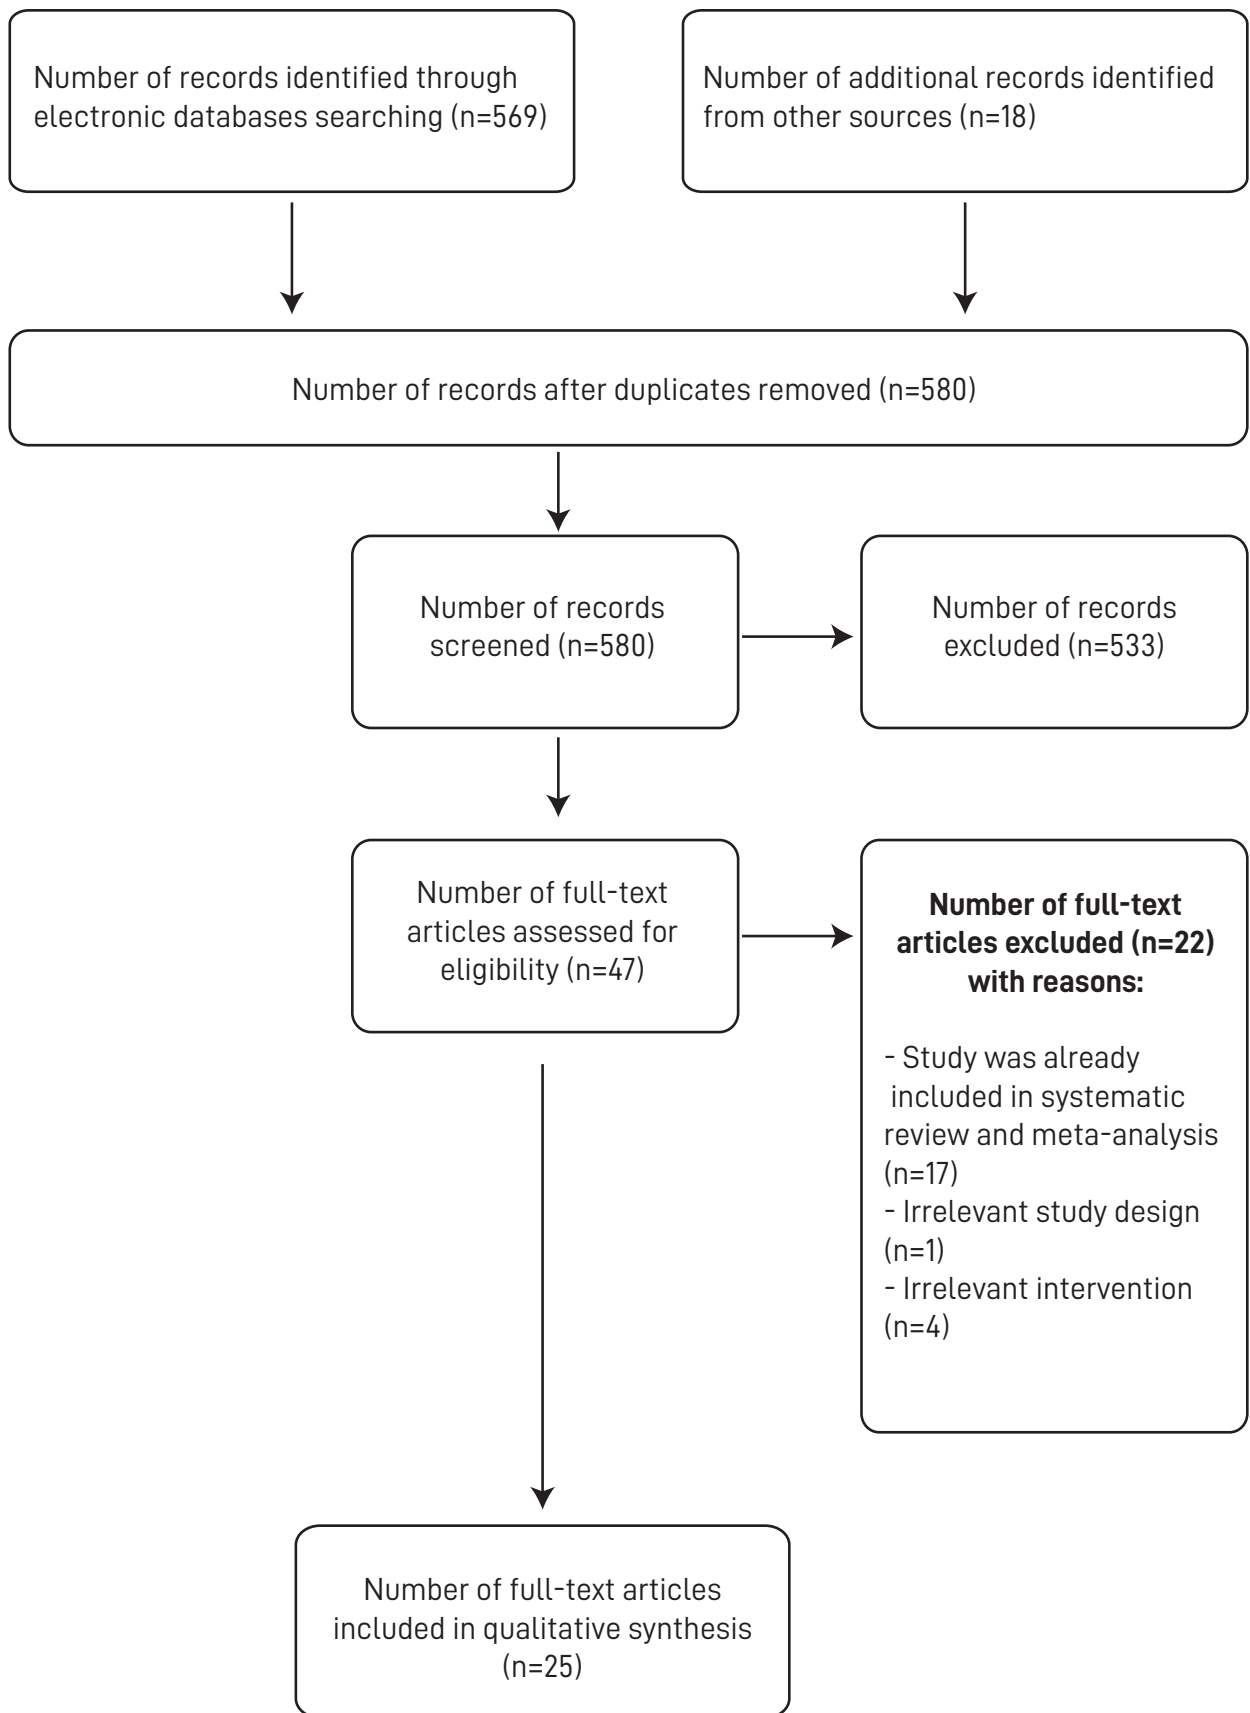 Number of records identified through
electronic databases searching (n=569)
Number of additional records identified
from other sources (n=18)
Number of records after duplicates removed (n=580)
Number of records
screened (n=580)
Number of records
excluded (n=533)
Number of full-text
articles assessed for
eligibility (n=47)
Number of full-text
articles excluded (n=22)
with reasons:
- Study was already
included in systematic
review and meta-analysis
(n=17)
- Irrelevant study design
(n=1)
- Irrelevant intervention
(n=4)
Number of full-text articles
included in qualitative synthesis
(n=25)